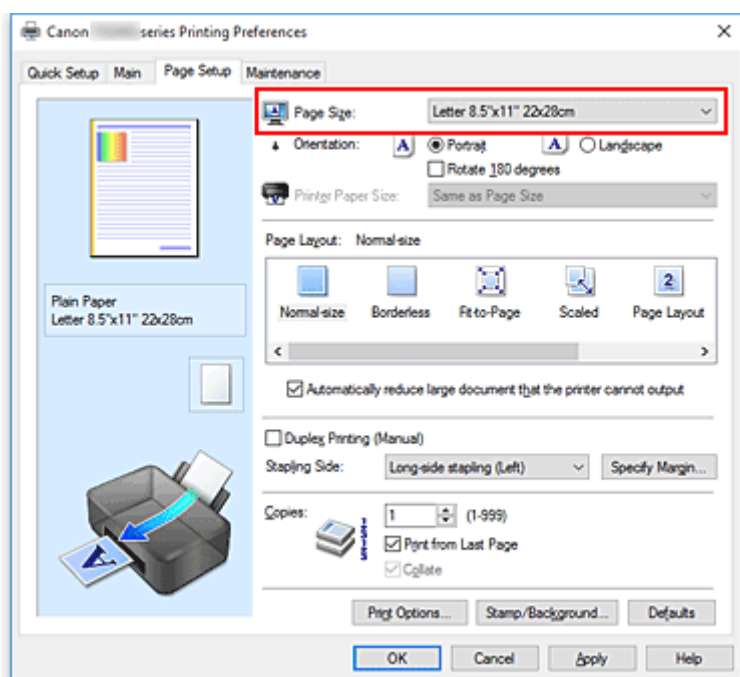 Canon series Printing Preferences
Quick Setup Main Page Setup Maintenance
Page Size: Letter 8.5"x11" 22x28cm
Orientation: A Portrait A Landscape
Rotate 180 degrees
Printer Paper Size: Same as Page Size
Page Layout: Normal-size
2
Normal-size Borderless Fit-to-Page Scaled Page Layout
Plain Paper
Letter 8.5"x11" 22x28cm
Automatically reduce large document that the printer cannot output
Duplex Printing (Manual)
Stapling Side: Long-side stapling (Left) Specify Margin...
Copies: 1 (1-999)
Print from Last Page
Collate
A
Print Options... Stamp/Background... Defaults
OK Cancel Apply Help